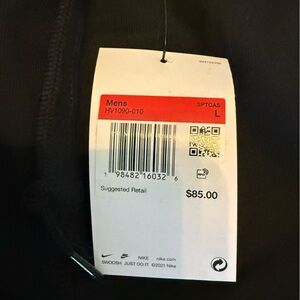 Mens SPTCAS
HV1090-010 L
1 98482 16032 6
Suggested Retail
$85.00
NIKE nike.com
SWOOSH. JUST DO IT ©2021 Nike